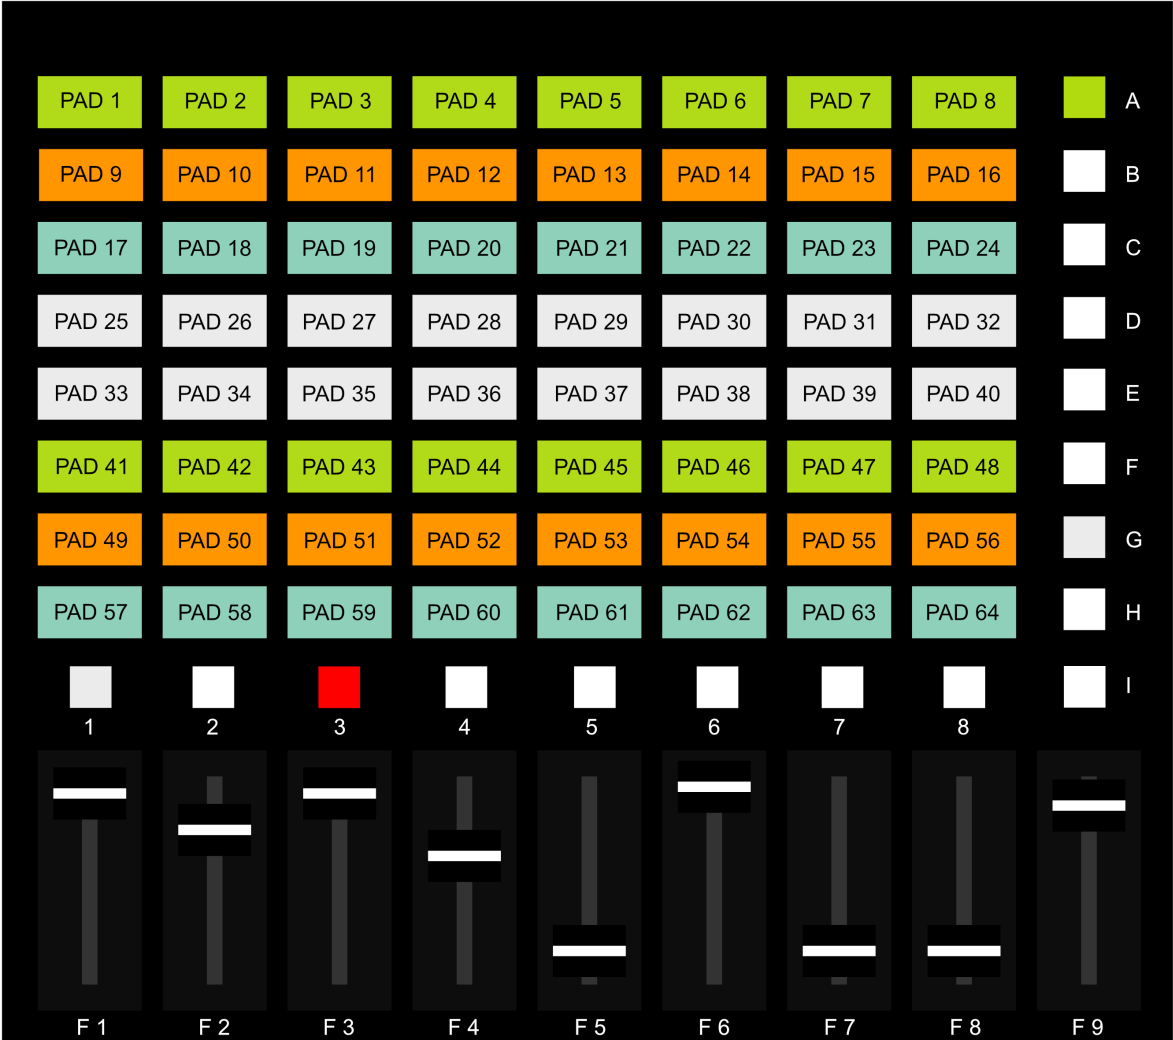 PAD 1 PAD 2 PAD 3 PAD 4 PAD 5 PAD 6 PAD 7 PAD 8 A
PAD 9 PAD 10 PAD 11 PAD 12 PAD 13 PAD 14 PAD 15 PAD 16 B
PAD 17 PAD 18 PAD 19 PAD 20 PAD 21 PAD 22 PAD 23 PAD 24 C
PAD 25 PAD 26 PAD 27 PAD 28 PAD 29 PAD 30 PAD 31 PAD 32 D
PAD 33 PAD 34 PAD 35 PAD 36 PAD 37 PAD 38 PAD 39 PAD 40 E
PAD 41 PAD 42 PAD 43 PAD 44 PAD 45 PAD 46 PAD 47 PAD 48 F
PAD 49 PAD 50 PAD 51 PAD 52 PAD 53 PAD 54 PAD 55 PAD 56 G
PAD 57 PAD 58 PAD 59 PAD 60 PAD 61 PAD 62 PAD 63 PAD 64 H
I
1 2 3 4 5 6 7 8
F 1 F 2 F 3 F 4 F 5 F 6 F 7 F 8 F 9